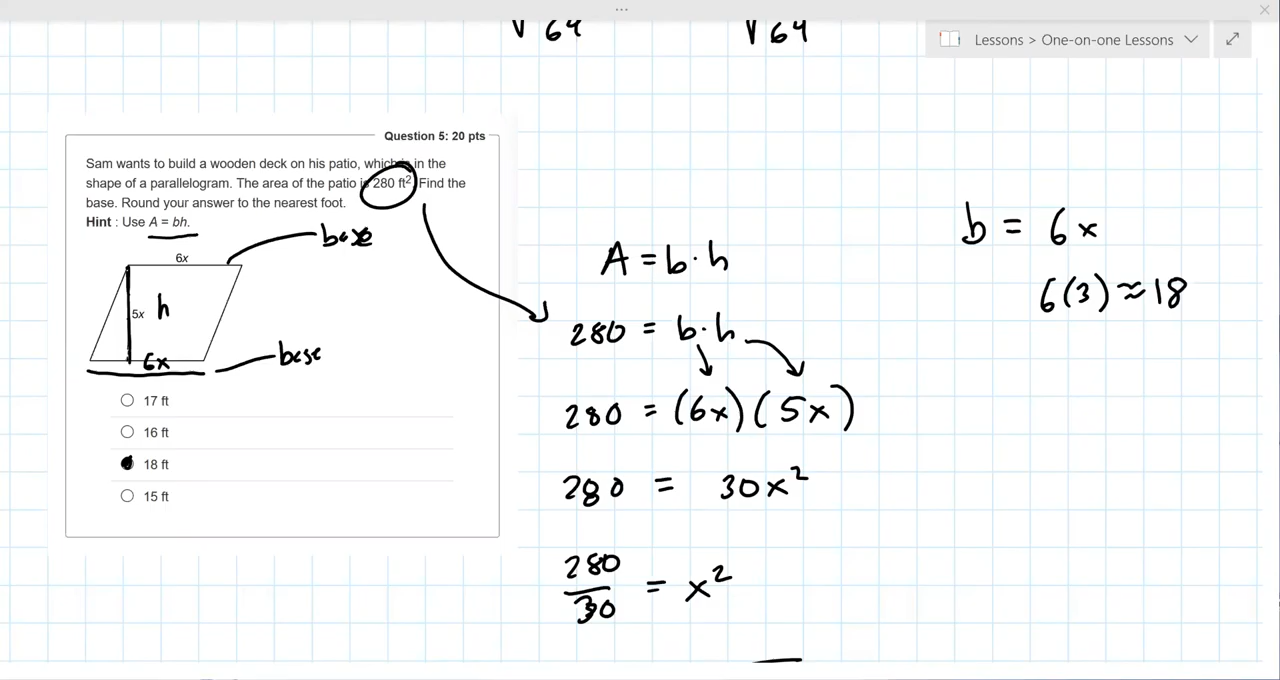 ...
√64 √64
Lessons > One-on-one Lessons
Question 5: 20 pts
Sam wants to build a wooden deck on his patio, which is in the
shape of a parallelogram. The area of the patio is 280 ft². Find the
base. Round your answer to the nearest foot.
Hint : Use A = bh.
base
6x
5x h
6x
base
17 ft
16 ft
18 ft
15 ft
A = b·h
280 = b·h
280 = (6x)(5x)
280 = 30x²
280
30 = x²
b = 6x
6(3) ≈ 18